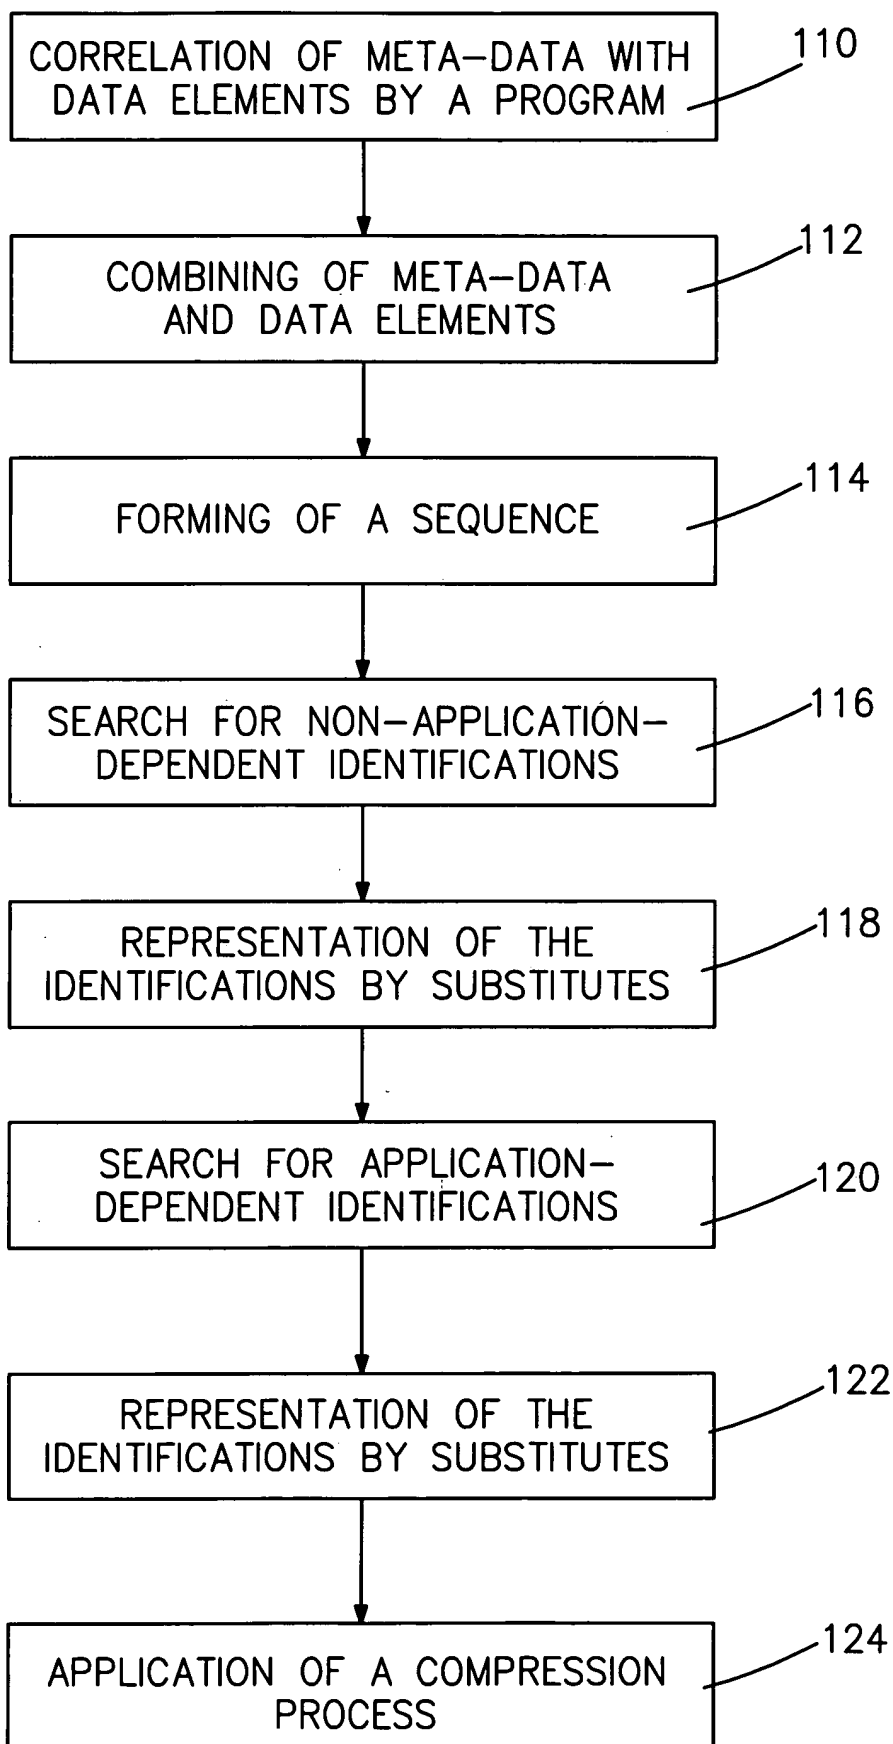 CORRELATION OF META-DATA WITH
DATA ELEMENTS BY A PROGRAM
110
COMBINING OF META-DATA
AND DATA ELEMENTS
112
FORMING OF A SEQUENCE
114
SEARCH FOR NON-APPLICATION-
DEPENDENT IDENTIFICATIONS
116
REPRESENTATION OF THE
IDENTIFICATIONS BY SUBSTITUTES
118
SEARCH FOR APPLICATION-
DEPENDENT IDENTIFICATIONS
120
REPRESENTATION OF THE
IDENTIFICATIONS BY SUBSTITUTES
122
APPLICATION OF A COMPRESSION
PROCESS
124